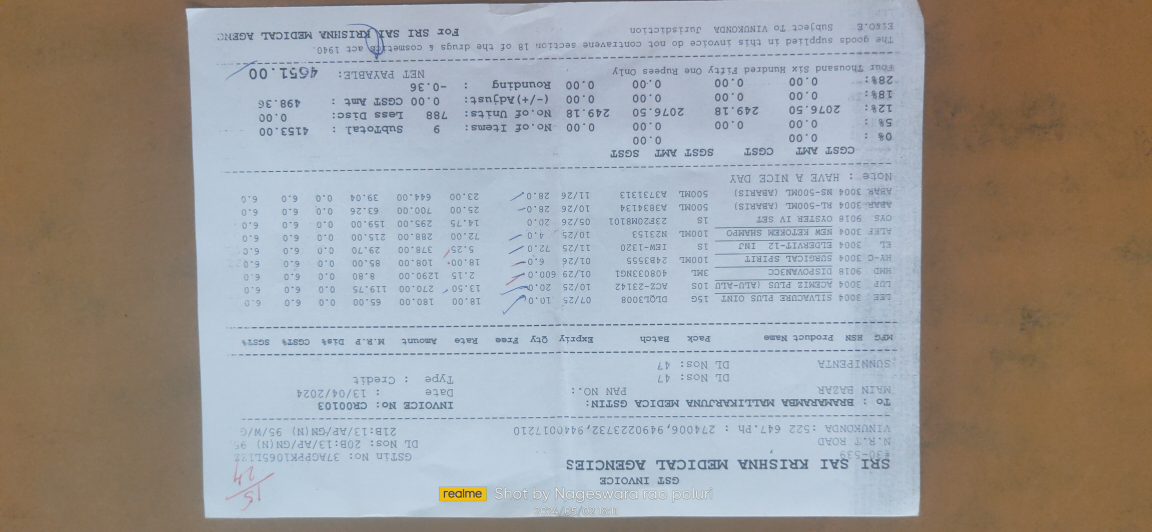 GST INVOICE
SRI SAI KRISHNA MEDICAL AGENCIES
#30-539
N.R.T ROAD
VINUKONDA :522 647.Ph : 274006,9490223732,9440017210
GSTin No: 37AGPPK1065L1
DL Nos: 20B:13/AP/GN(N) 95
21B:13/AP/GN(N) 95/W/G
15/24
To: BRAMARAMBA MALLIKARJUNA MEDICA GSTIN:
MAIN BAZAR PAN NO.:
DL Nos: 47
SUNNIPENTA DL Nos: 47
INVOICE No: CR00103
Date : 13/04/2024
Type : Credit
MFG HSN Product Name Pack Batch Expriy Qty Free Rate Amount M.R.P Dis% CGST% SGST%
LEE 3004 SILVACURE PLUS OINT 15G DLQL3008 07/25 10.0 18.00 180.00 65.00 0.0 6.0 6.0
LUP 3004 ACEMIZ PLUS (ALU-ALU 10S CZ-23142 10/25 20.0 13.50 270.00 119.75 0.0 6.0 6.0
HMD 9018 DISPOVAN3CC 3ML 408033NG1 01/29 600.0 2.15 1290.00 8.80 0.0 6.0 6.0
HY-C 3004 SURGICAL SPIRIT 100ML 24B3555 01/26 6.0 18.00 108.00 85.00 0.0 6.0 6.0
EL 3004 ELDERVIT-12 INJ 1S IEW-1320 11/25 72.0 5.25 378.00 29.70 0.0 6.0 6.0
ALEF 3004 NEW KETOKEM SHAMPO 100ML N23153 10/25 4.0 72.00 288.00 215.00 0.0 6.0 6.0
OYS 9018 OYSTER IV SET 1S 23F20M8101 05/26 20.0 14.75 295.00 159.00 0.0 6.0 6.0
ABAR 3004 RL-500ML (ABARIS) 500ML A3834134 10/26 28.0 25.00 700.00 63.26 0.0 6.0 6.0
ABAR 3004 NS-500ML (ABARIS) 500ML A3731313 11/26 28.0 23.00 644.00 39.04 0.0 6.0 6.0
Note : HAVE A NICE DAY
CGST AMT CGST SGST AMT SGST
0% : 0.00 0.00
5% : 0.00 0.00 0.00 0.00 No.of Items: 9 Subtotal : 4153.00
12%: 2076.50 249.18 2076.50 249.18 No.of Units: 788 Less Disc: 0.00
18%: 0.00 0.00 0.00 0.00 (-/+)Adjust: 0.00 CGST Amt : 498.36
28%: 0.00 0.00 0.00 0.00 Rounding : -0.36
Four Thousand Six Hundred Fifty One Rupees Only NET PAYABLE: 4651.00
The goods supplied in this invoice do not contravene section 18 of the drugs & cosmetics act 1940.
E&O.E Subject To VINUKONDA Jurisdiction For SRI SAI KRISHNA MEDICAL AGENC
realme Shot by Nageswara rao poluri